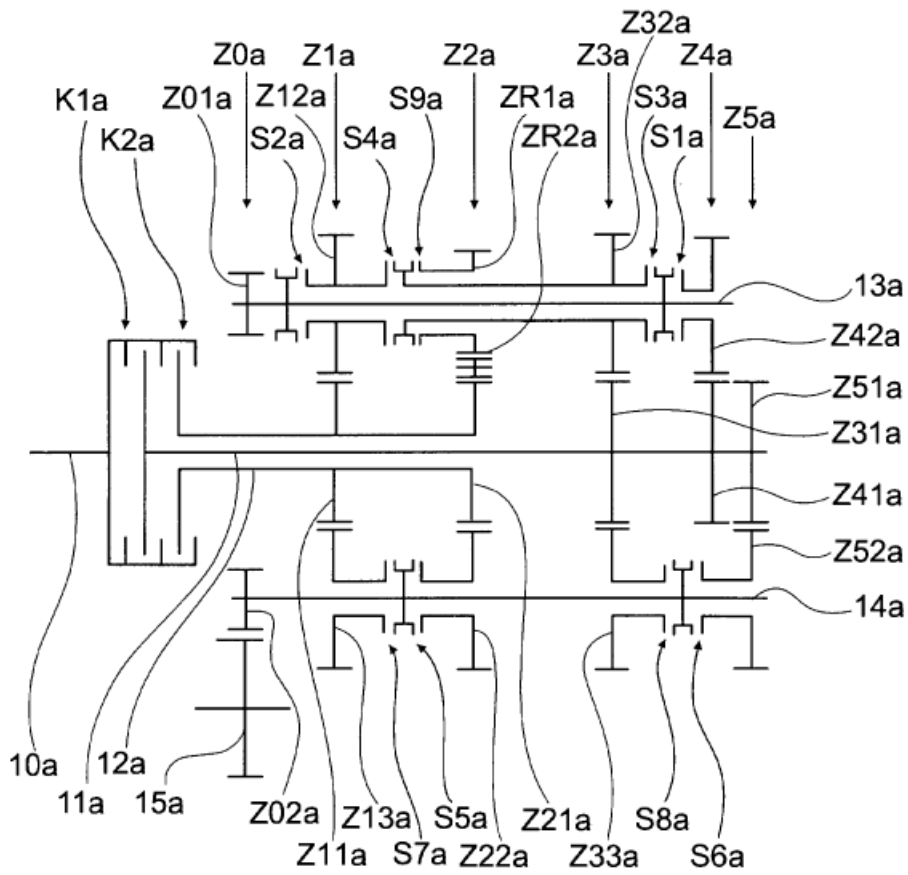 Z32a
Z0a Z1a Z2a Z3a Z4a
K1a Z01a Z12a S9a ZR1a S3a Z5a
K2a S2a S4a ZR2a S1a
13a
Z42a
Z51a
Z31a
Z41a
Z52a
14a
10a 12a
11a 15a Z02a Z13a S5a Z21a S8a
Z11a S7a Z22a Z33a S6a